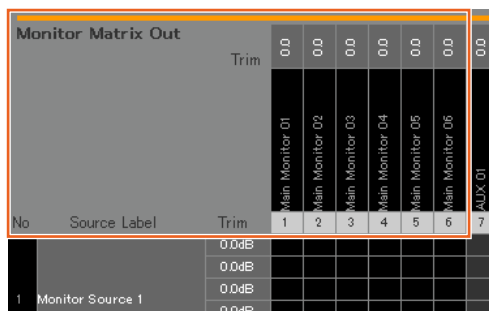 Monitor Matrix Out
Trim
0.0
0.0
0.0
0.0
0.0
0.0
0.0
Main Monitor 01
Main Monitor 02
Main Monitor 03
Main Monitor 04
Main Monitor 05
Main Monitor 06
AUX 01
No Source Label Trim 1 2 3 4 5 6 7
0.0dB
0.0dB
1 Monitor Source 1 0.0dB
0.0dB